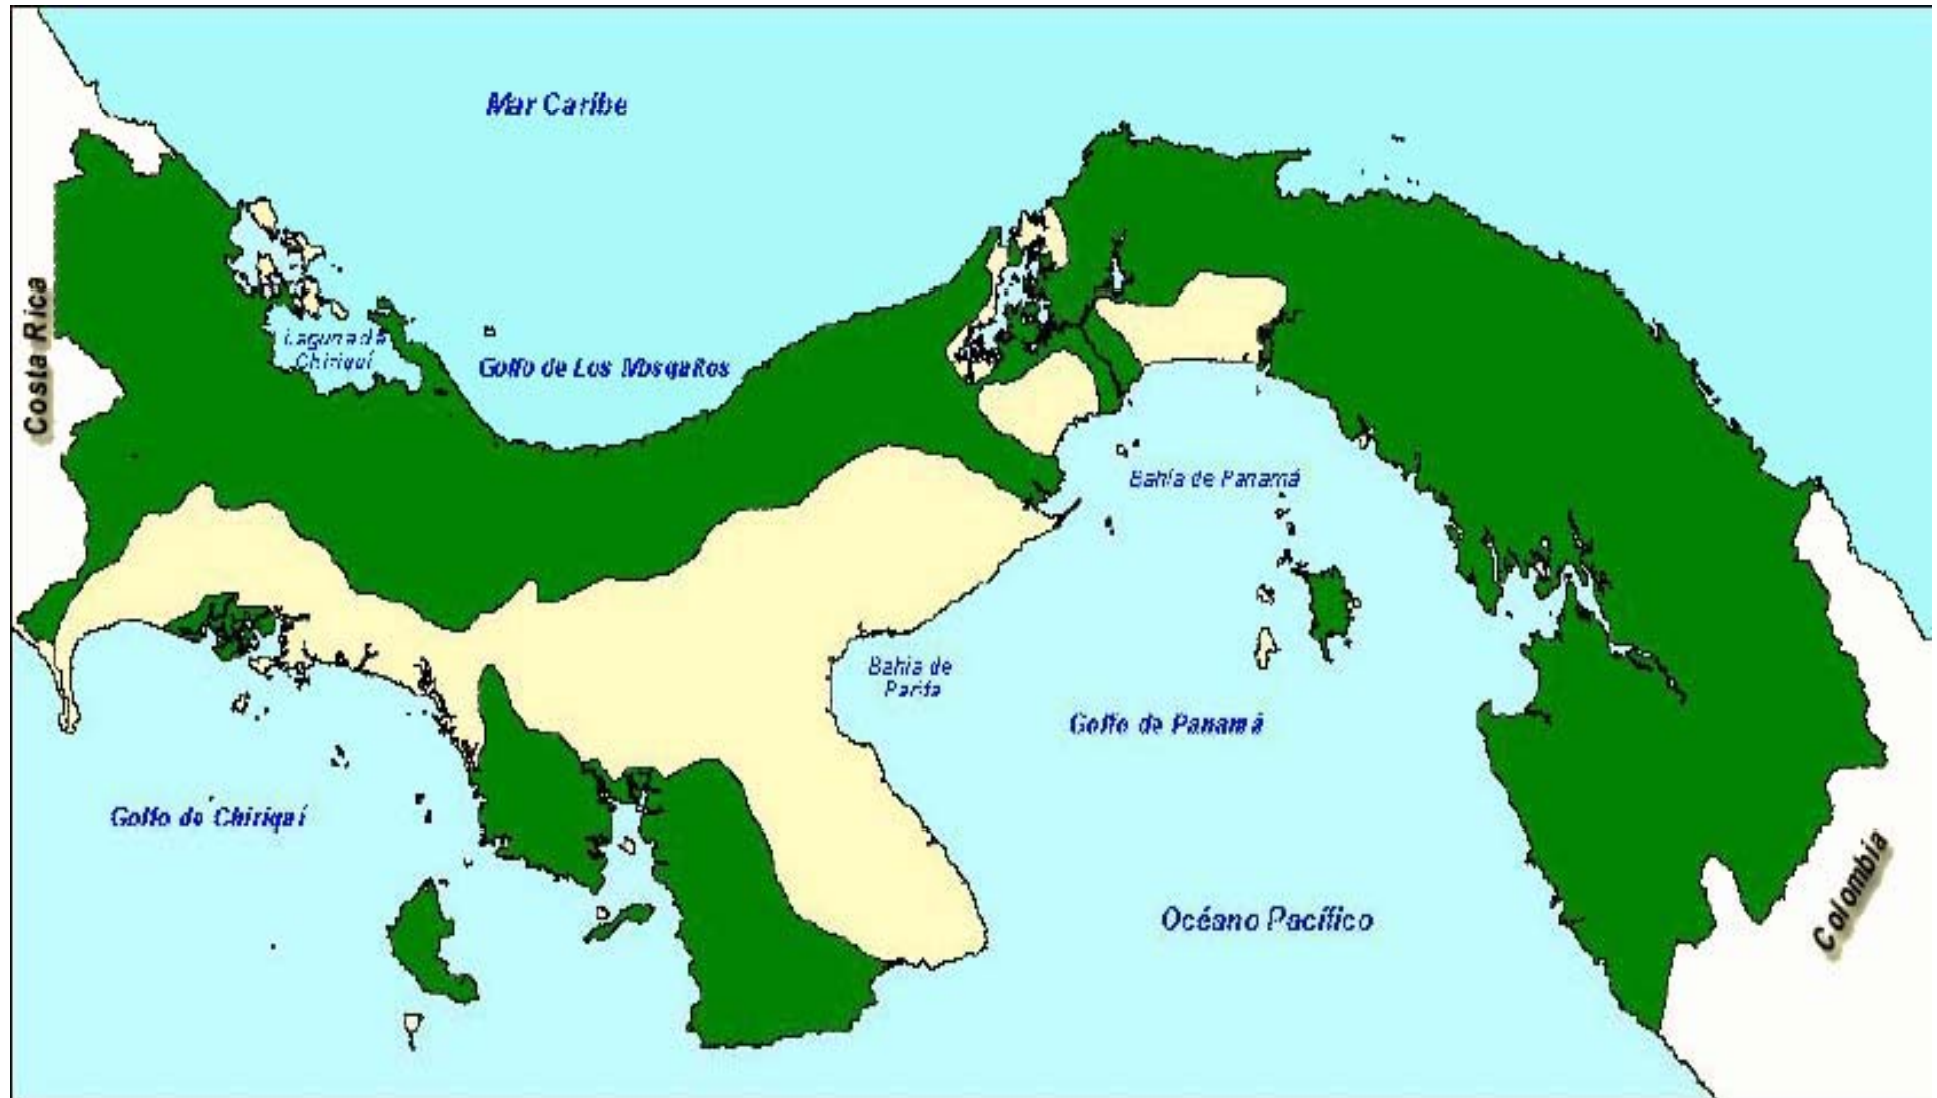 Mar Caribe
Costa Rica
Laguna de
Chiriquí
Golfo de Los Mosquitos
Bahía de Panamá
Bahía de
Parita
Golfo de Panamá
Golfo de Chiriquí
Océano Pacífico
Colombia